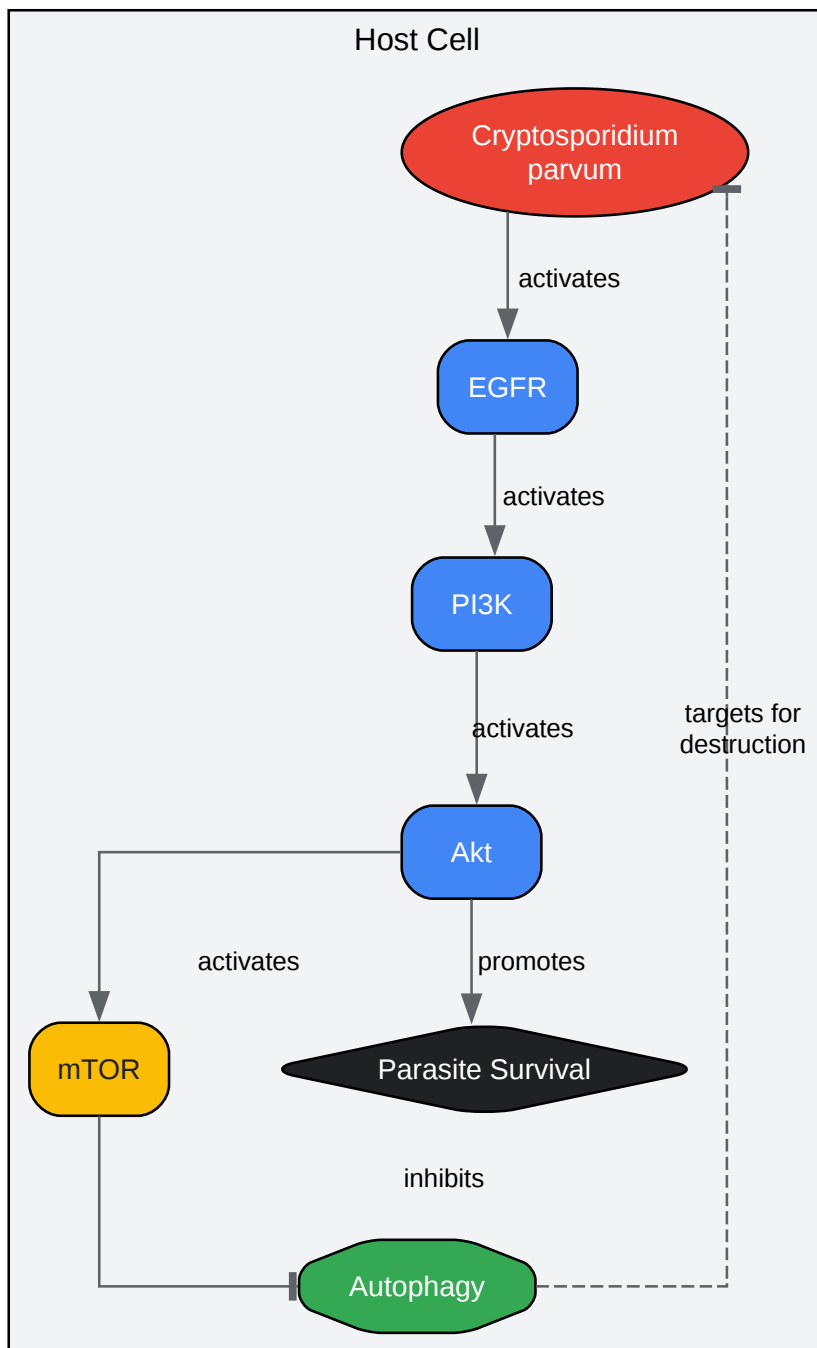 Host Cell
Cryptosporidium
parvum
activates
EGFR
activates
PI3K
activates
targets for
destruction
Akt
activates
promotes
mTOR
Parasite Survival
inhibits
Autophagy